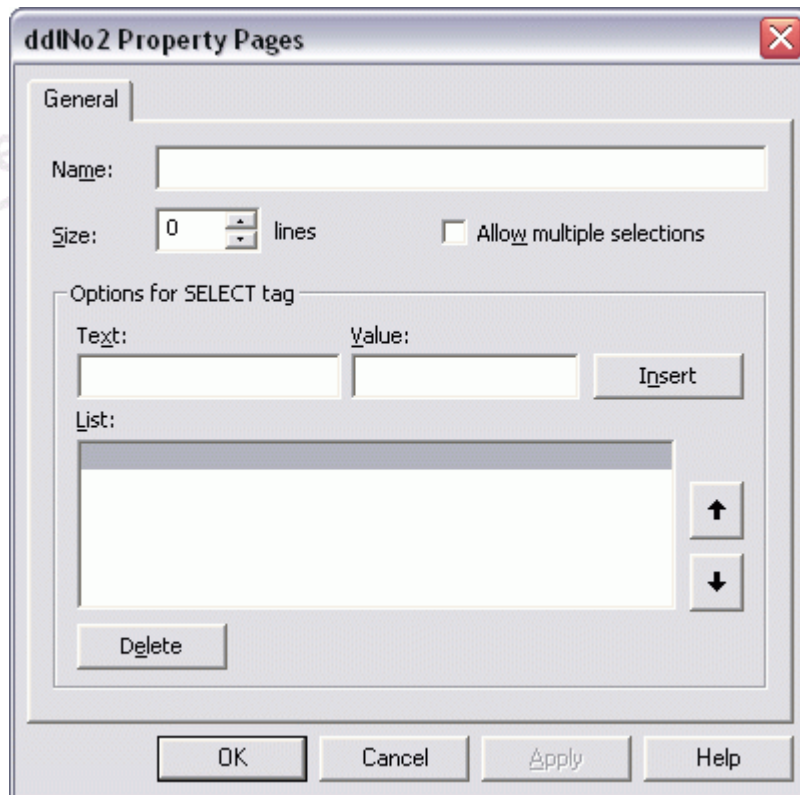 ddlNo2 Property Pages
General
Name:
Size: 0 lines Allow multiple selections
Options for SELECT tag
Text: Value:
Insert
List:
Delete
OK Cancel Apply Help